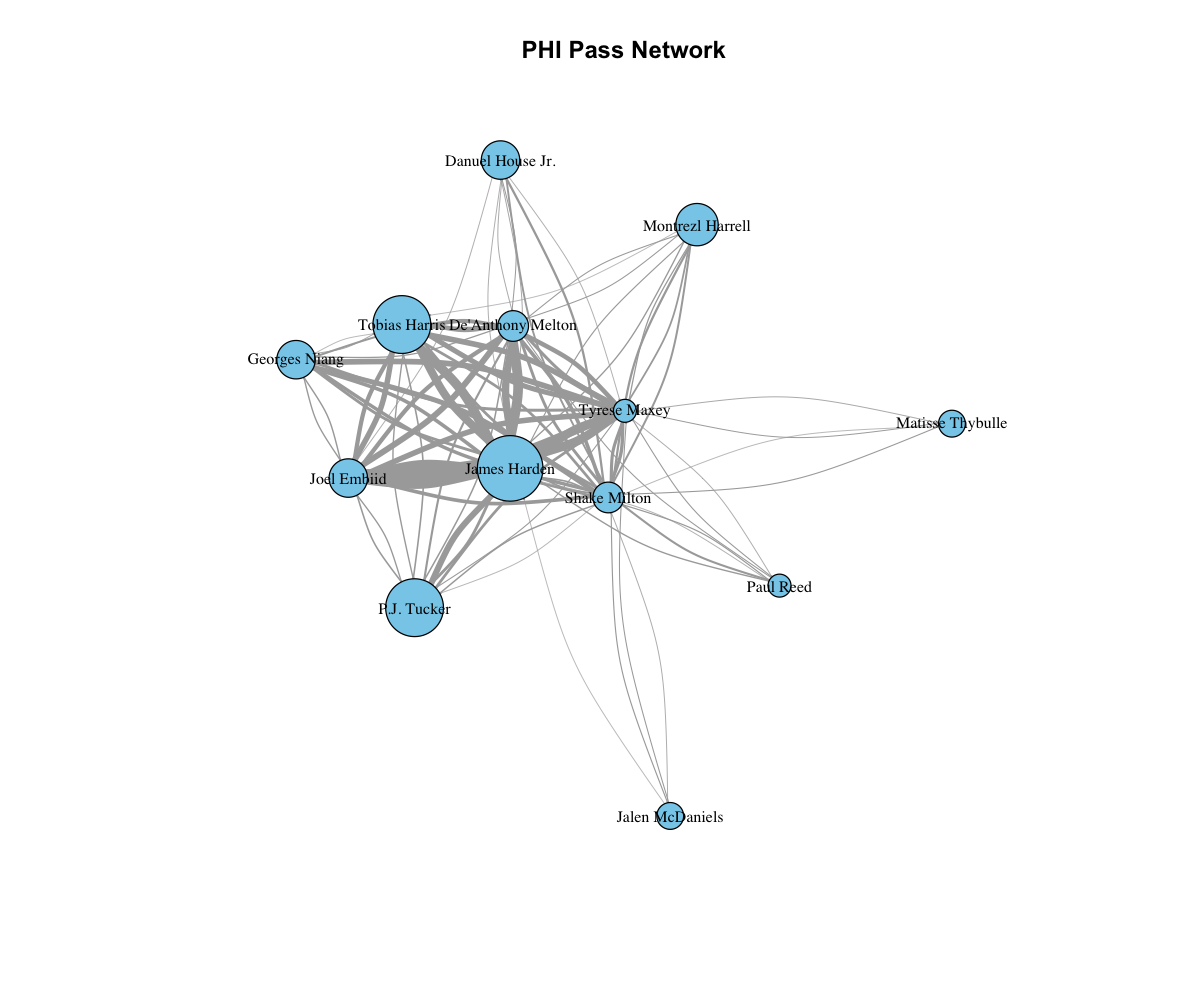 PHI Pass Network
Danuel House Jr.
Montrezl Harrell
Tobias Harris
De'Anthony Melton
Georges Niang
Tyrese Maxey
Matisse Thybulle
James Harden
Joel Embiid
Shake Milton
Paul Reed
P.J. Tucker
Jalen McDaniels